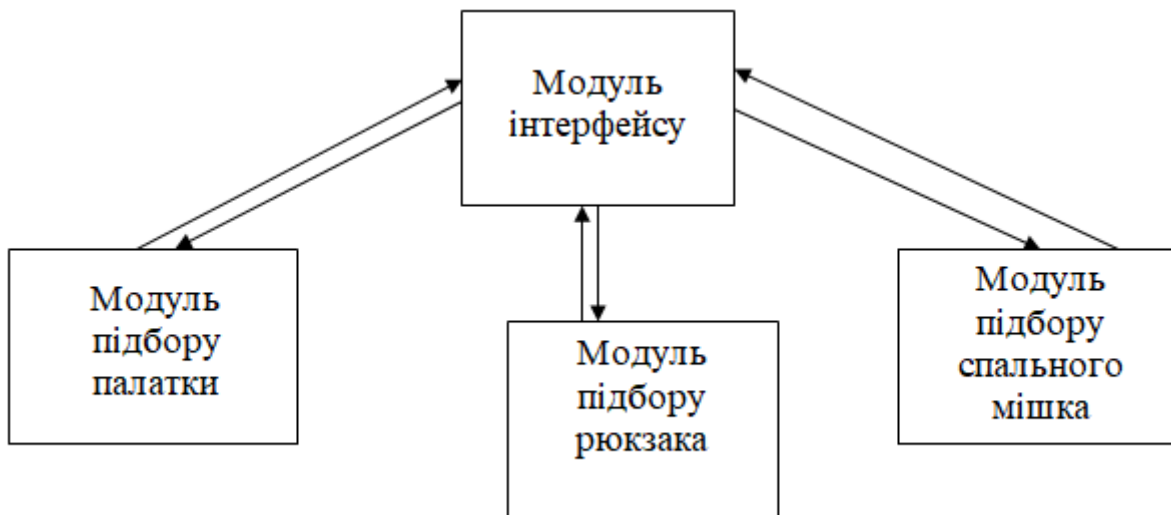 Модуль
інтерфейсу
Модуль
підбору
палатки
Модуль
підбору
рюкзака
Модуль
підбору
спального
мішка